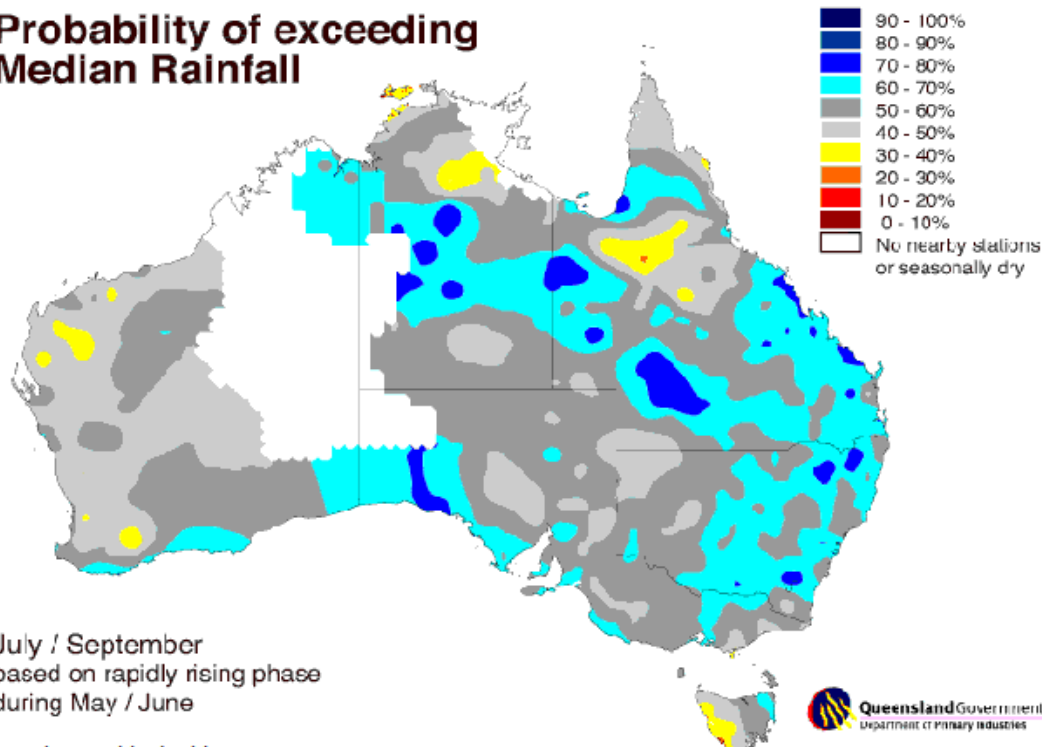 Probability of exceeding
Median Rainfall
90 - 100%
80 - 90%
70 - 80%
60 - 70%
50 - 60%
40 - 50%
30 - 40%
20 - 30%
10 - 20%
0 - 10%
No nearby stations
or seasonally dry
July / September
based on rapidly rising phase
during May / June
Queensland Government
Department of Primary Industries